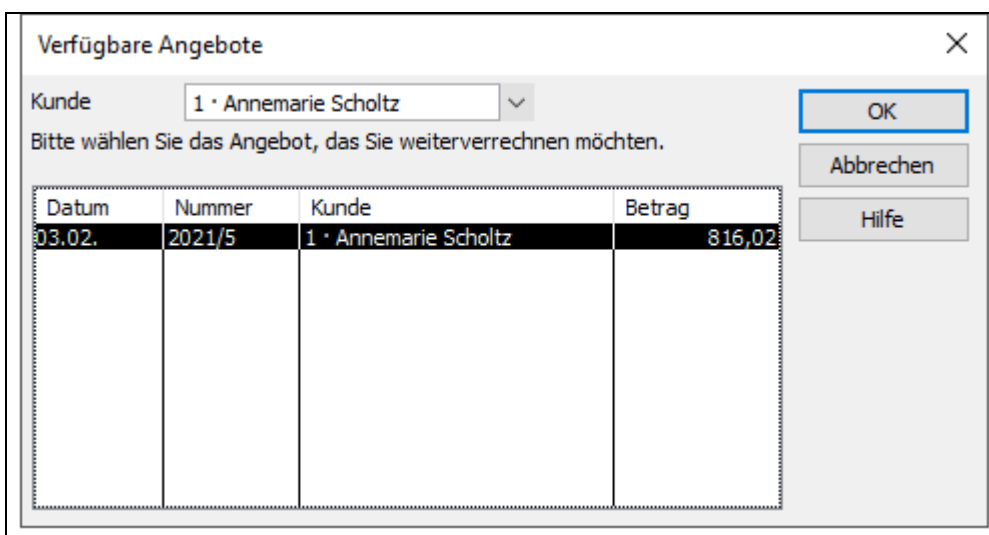 Verfügbare Angebote
Kunde 1 · Annemarie Scholtz
OK
Bitte wählen Sie das Angebot, das Sie weiterverrechnen möchten.
Abbrechen
Hilfe
Datum Nummer Kunde Betrag
03.02. 2021/5 1 · Annemarie Scholtz 816,02